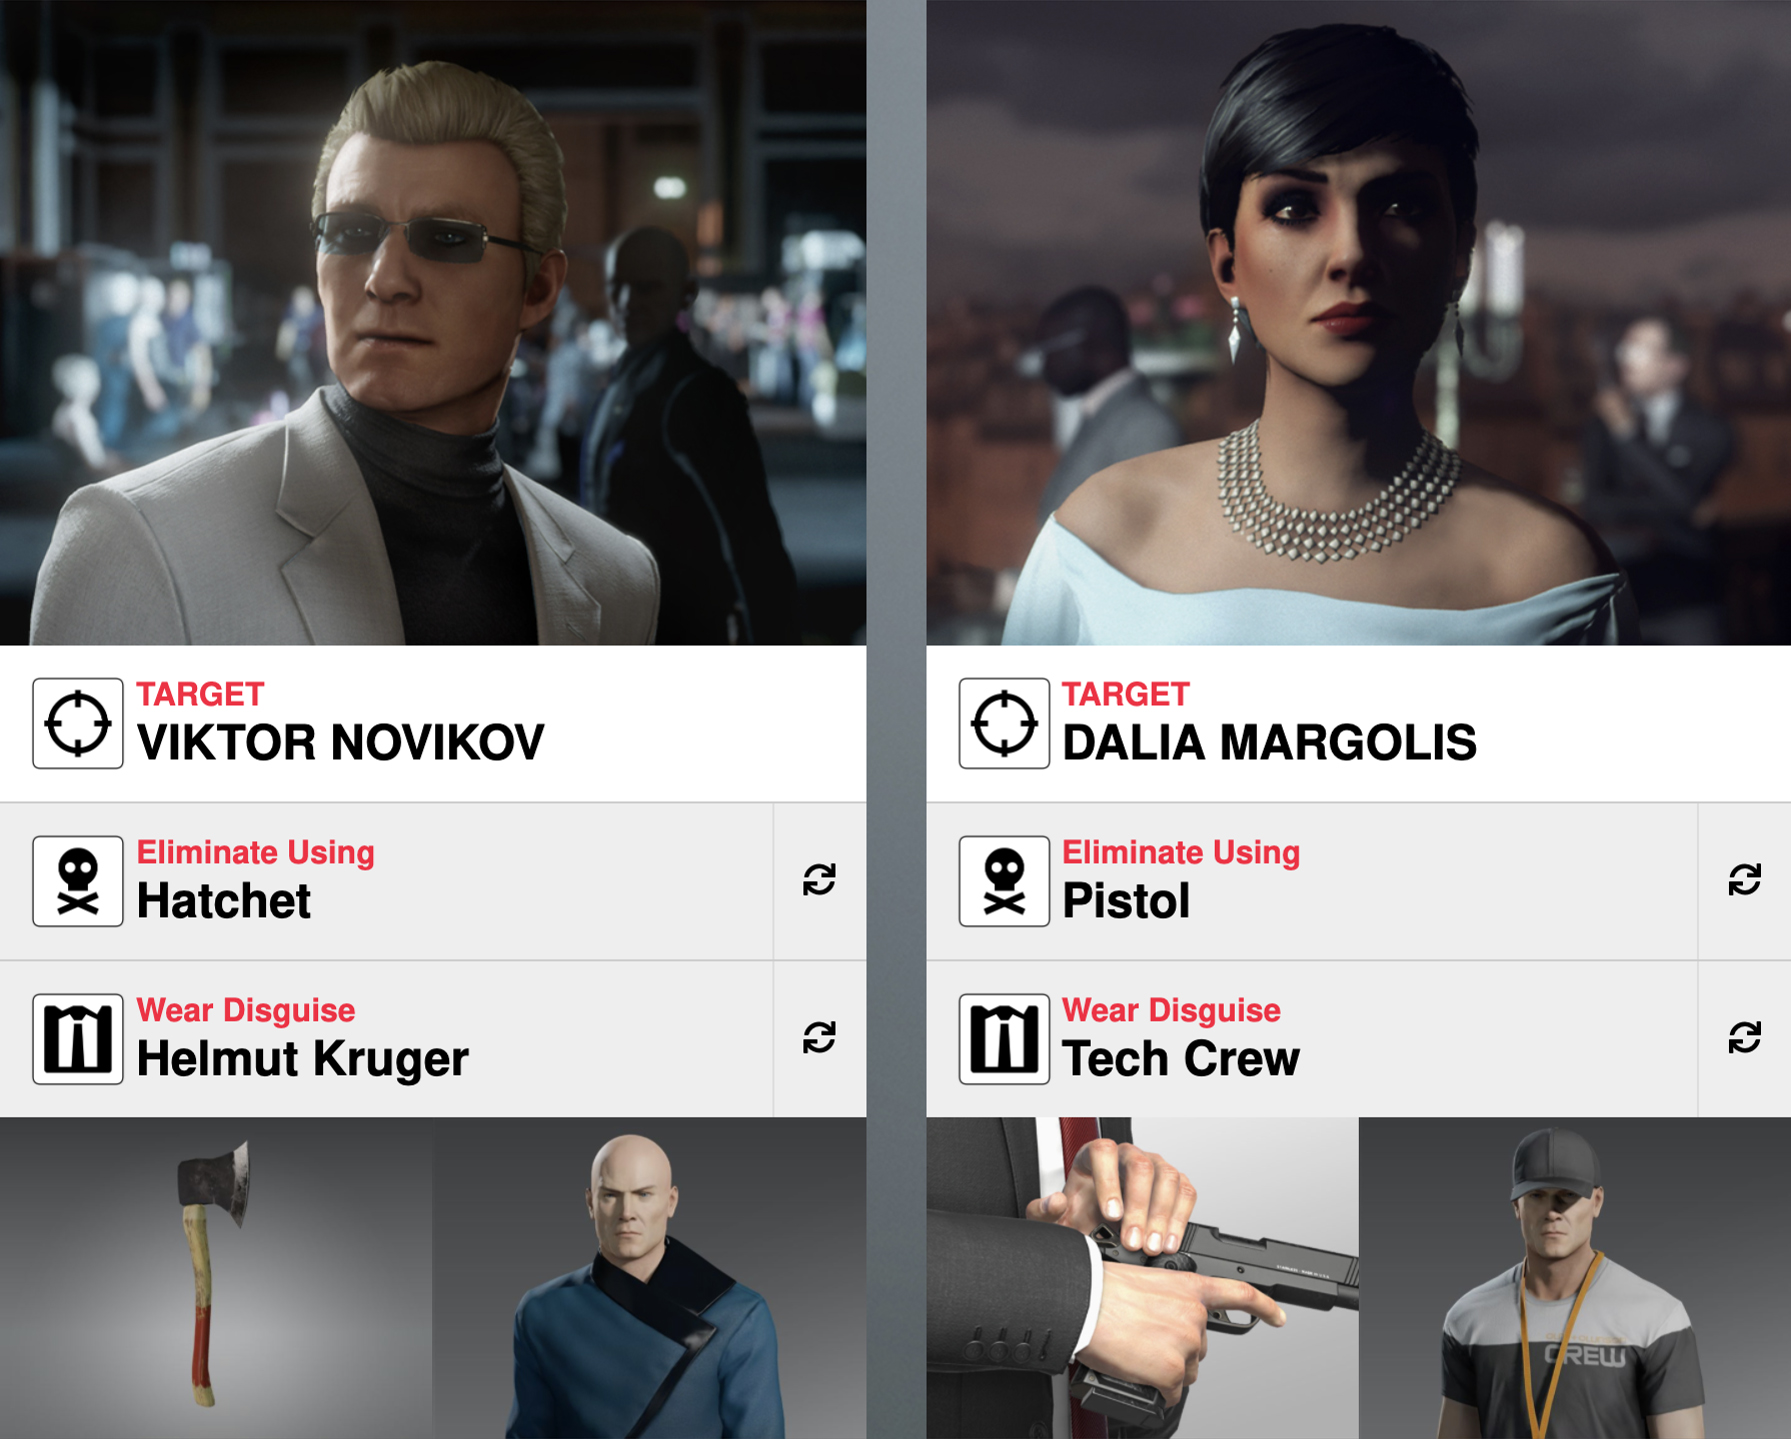 TARGET
VIKTOR NOVIKOV
Eliminate Using
Hatchet
Wear Disguise
Helmut Kruger
TARGET
DALIA MARGOLIS
Eliminate Using
Pistol
Wear Disguise
Tech Crew
CREW